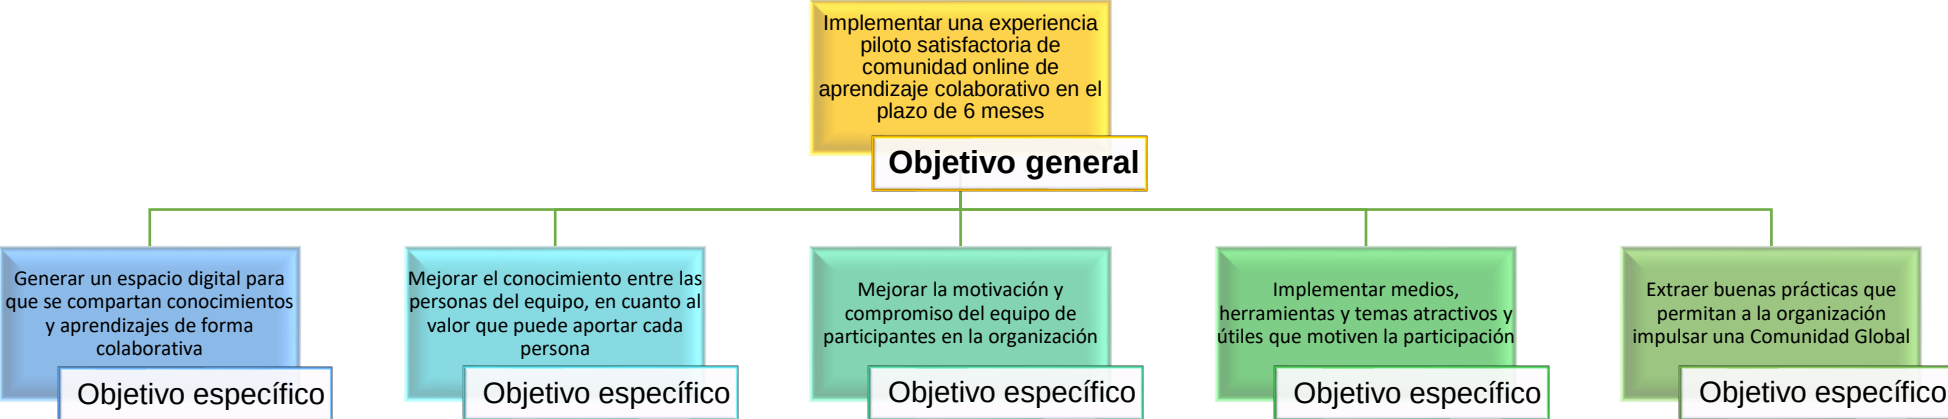 Implementar una experiencia
piloto satisfactoria de
comunidad online de
aprendizaje colaborativo en el
plazo de 6 meses
Objetivo general
Generar un espacio digital para
que se compartan conocimientos
y aprendizajes de forma
colaborativa
Objetivo específico
Mejorar el conocimiento entre las
personas del equipo, en cuanto al
valor que puede aportar cada
persona
Objetivo específico
Mejorar la motivación y
compromiso del equipo de
participantes en la organización
Objetivo específico
Implementar medios,
herramientas y temas atractivos y
útiles que motiven la participación
Objetivo específico
Extraer buenas prácticas que
permitan a la organización
impulsar una Comunidad Global
Objetivo específico